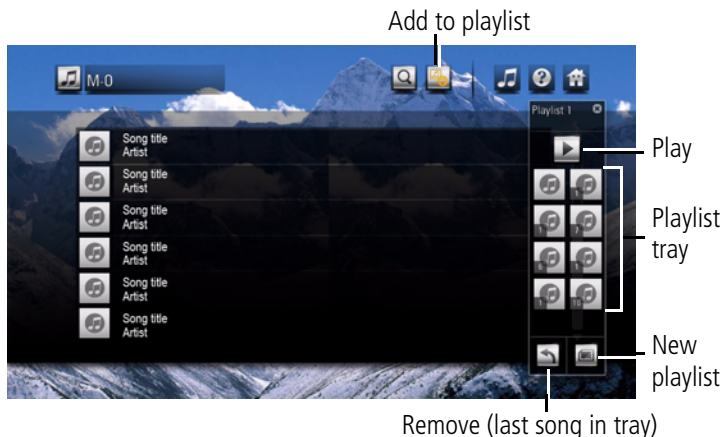 Add to playlist
M-0
Playlist 1
Song title
Artist
Song title
Artist
Song title
Artist
Song title
Artist
Song title
Artist
Song title
Artist
Play
Playlist
tray
New
playlist
Remove (last song in tray)